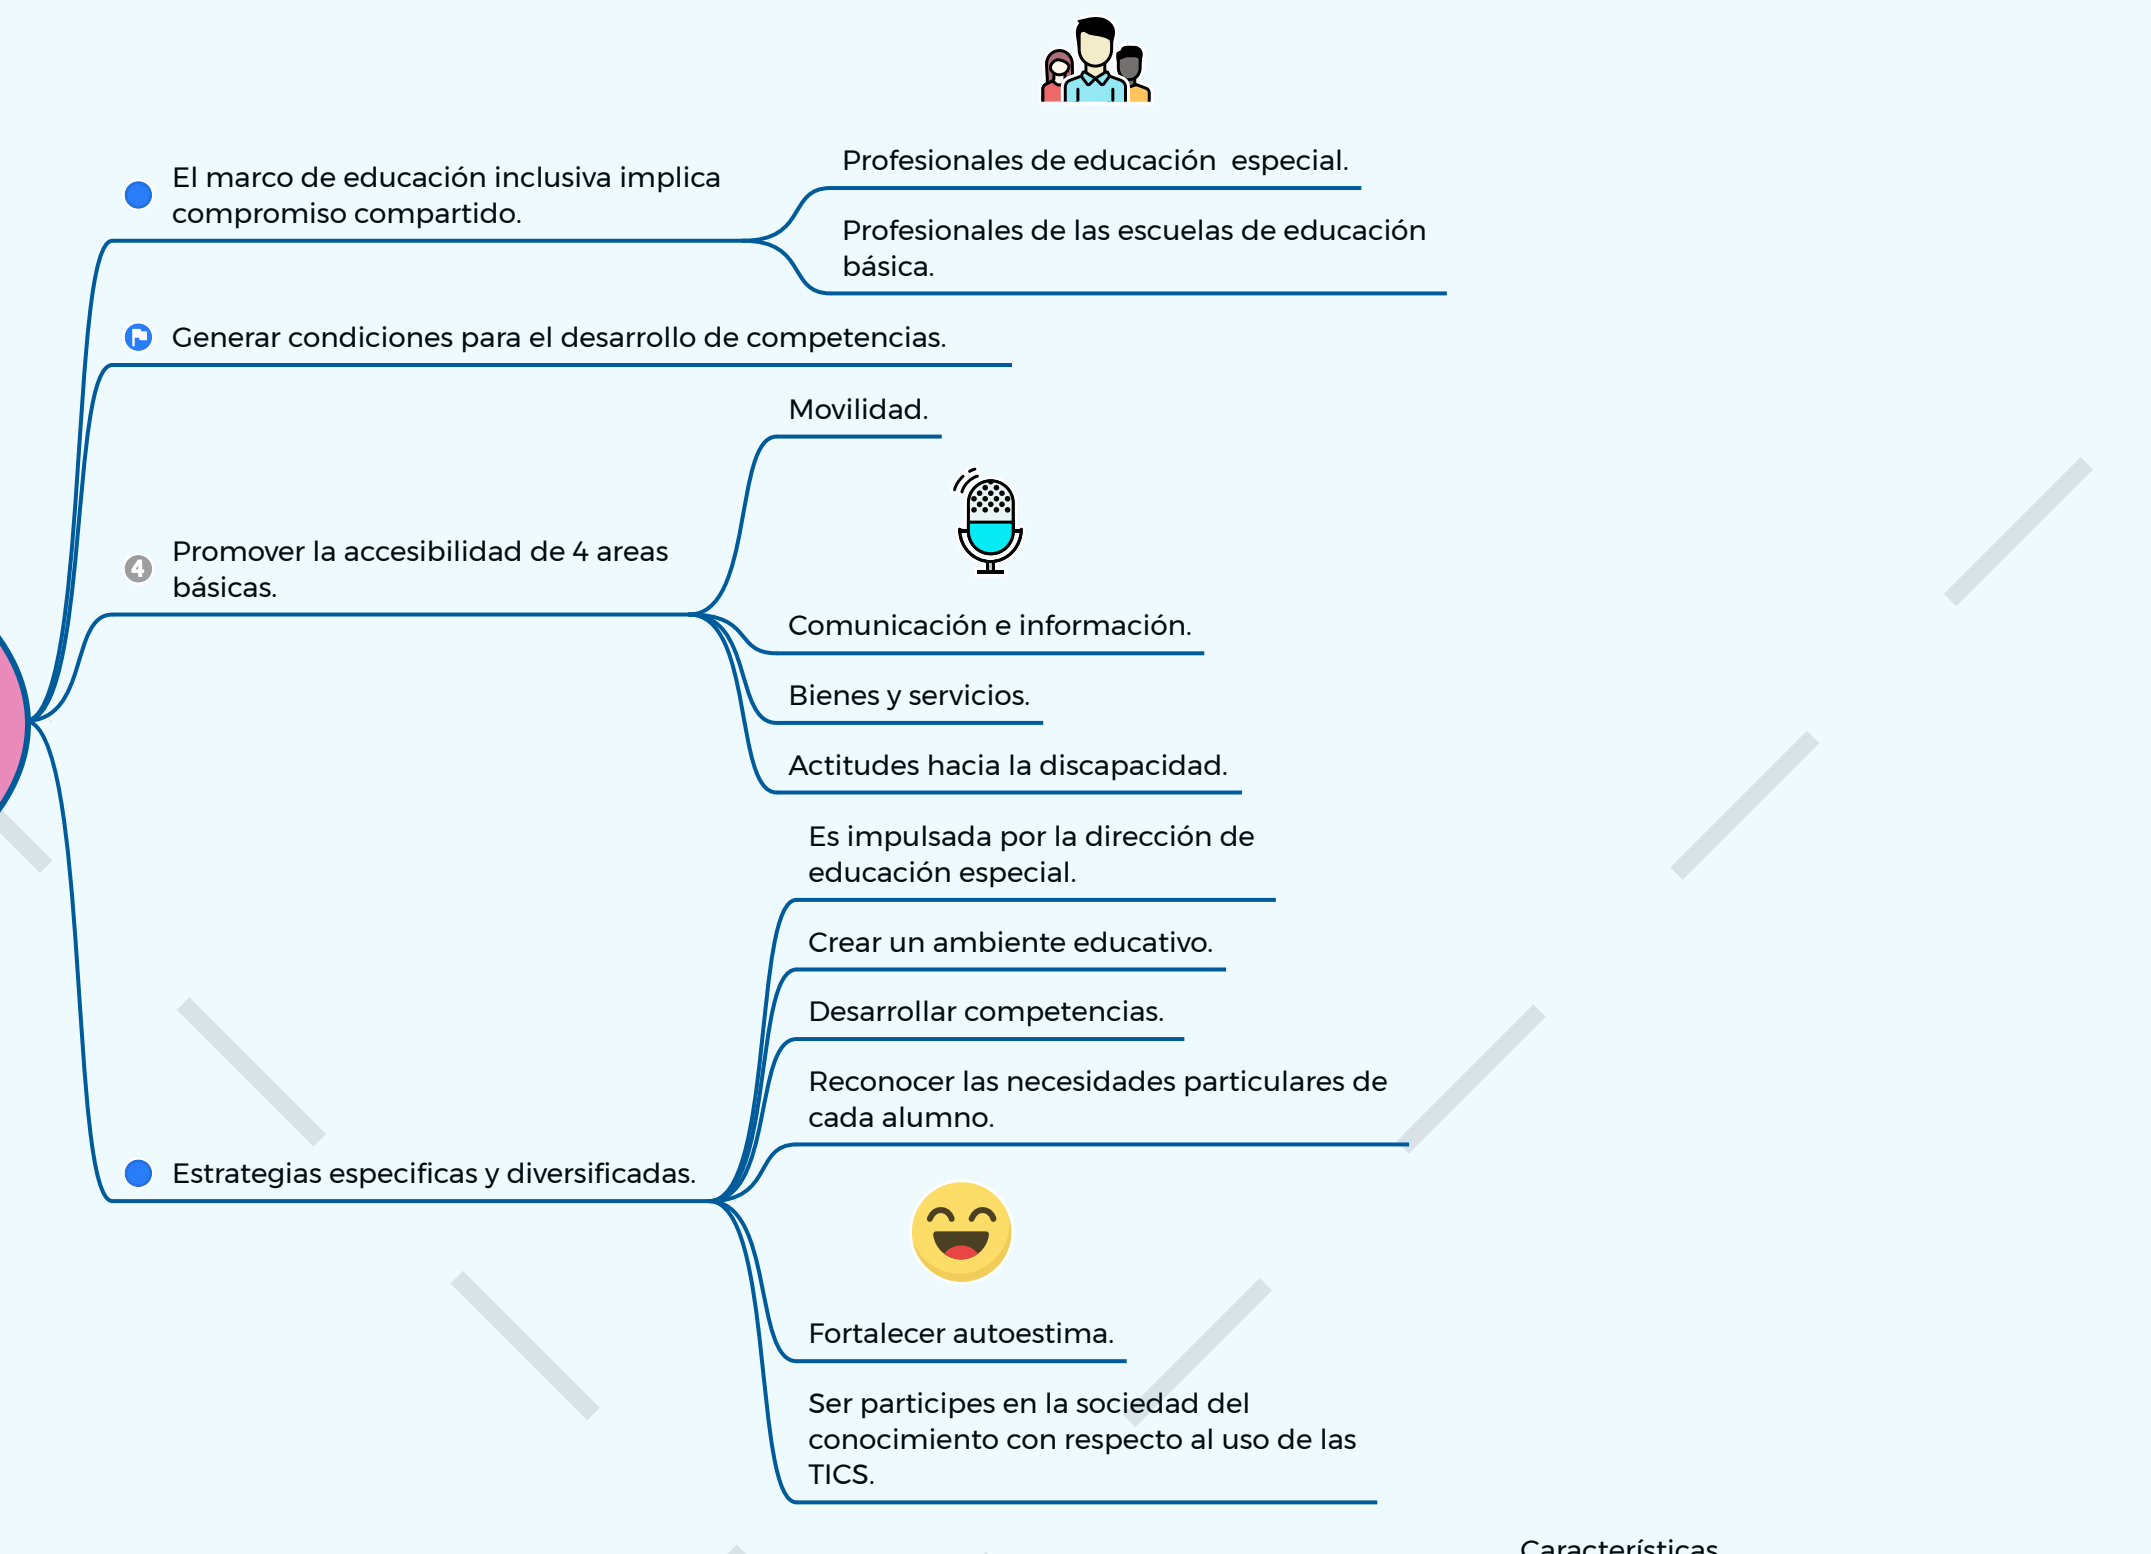 El marco de educación inclusiva implica
compromiso compartido.
Profesionales de educación  especial.
Profesionales de las escuelas de educación
básica.
Generar condiciones para el desarrollo de competencias.
4
Promover la accesibilidad de 4 areas
básicas.
Movilidad.
Comunicación e información.
Bienes y servicios.
Actitudes hacia la discapacidad.
Estrategias especificas y diversificadas.
Es impulsada por la dirección de
educación especial.
Crear un ambiente educativo.
Desarrollar competencias.
Reconocer las necesidades particulares de
cada alumno.
Fortalecer autoestima.
Ser participes en la sociedad del
conocimiento con respecto al uso de las
TICS.
Características